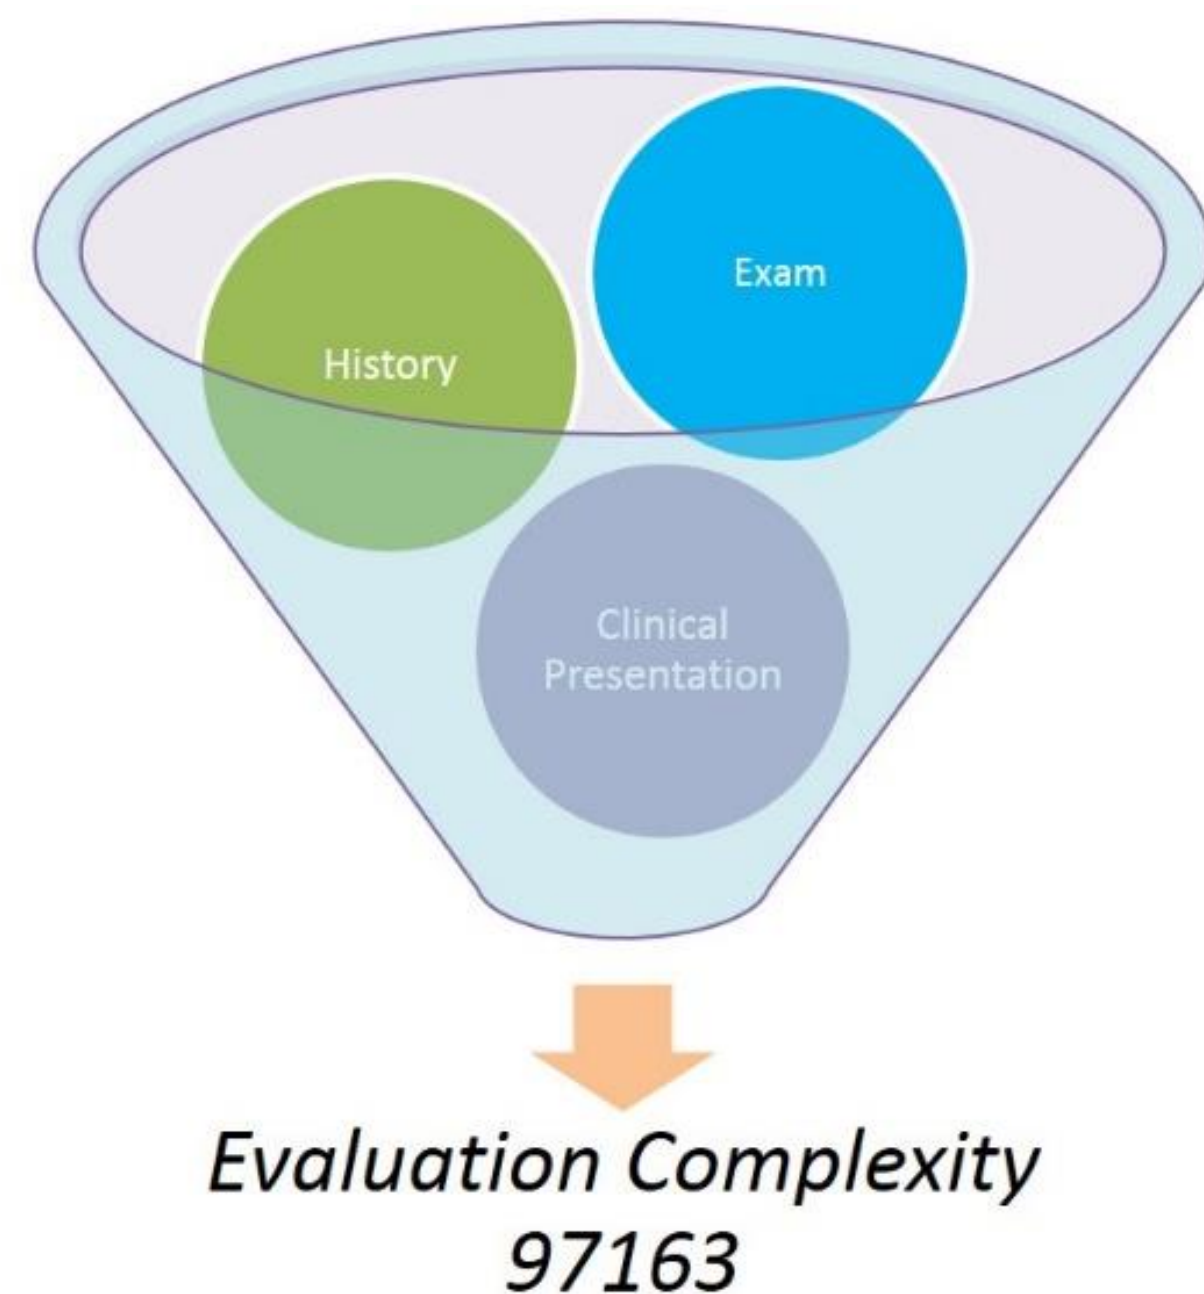 Exam
History
Clinical
Presentation
Evaluation Complexity
97163